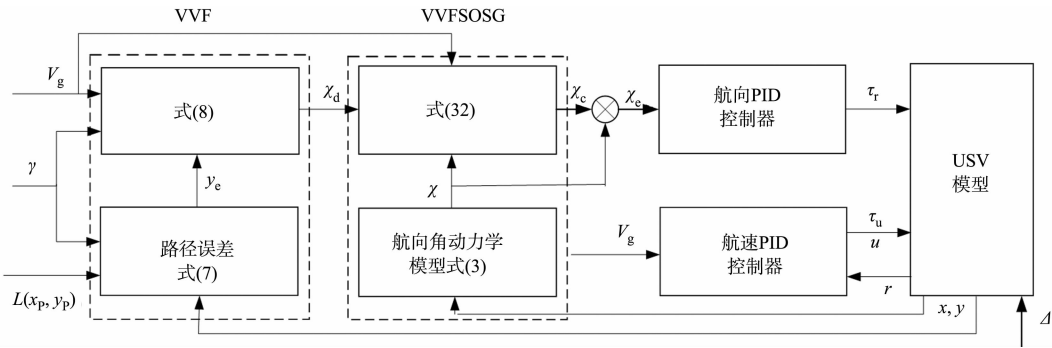 VVF
VVFSOSG
V_g
式(8)
χ_d
式(32)
χ_c
χ_e
航向PID
控制器
τ_r
USV
模型
γ
y_e
χ
路径误差
式(7)
航向角动力学
模型式(3)
V_g
航速PID
控制器
τ_u
u
r
L(x_P, y_P)
x, y
Δ